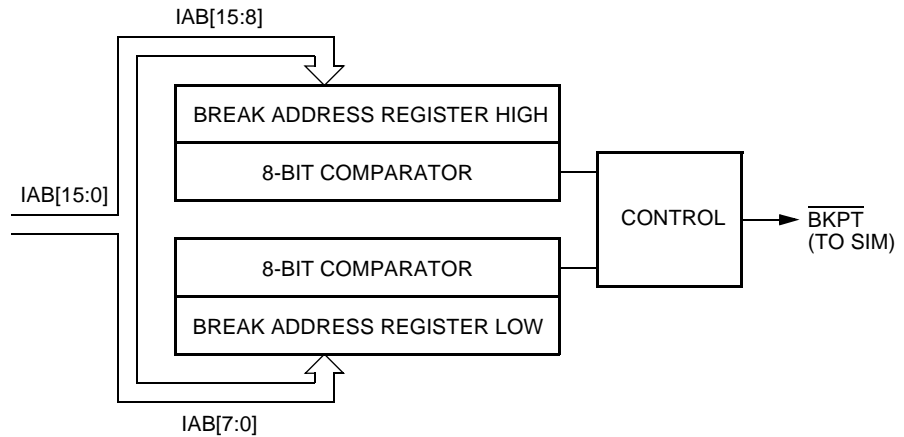 IAB[15:8]
BREAK ADDRESS REGISTER HIGH
8-BIT COMPARATOR
IAB[15:0]
CONTROL
BKPT
(TO SIM)
8-BIT COMPARATOR
BREAK ADDRESS REGISTER LOW
IAB[7:0]